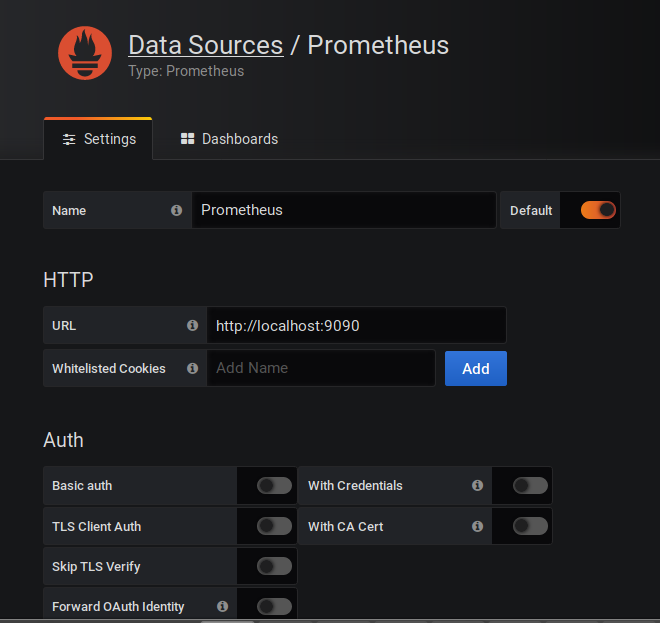 Data Sources / Prometheus
Type: Prometheus
Settings Dashboards
Name Prometheus Default
HTTP
URL http://localhost:9090
Whitelisted Cookies Add Name Add
Auth
Basic auth With Credentials
TLS Client Auth With CA Cert
Skip TLS Verify
Forward OAuth Identity